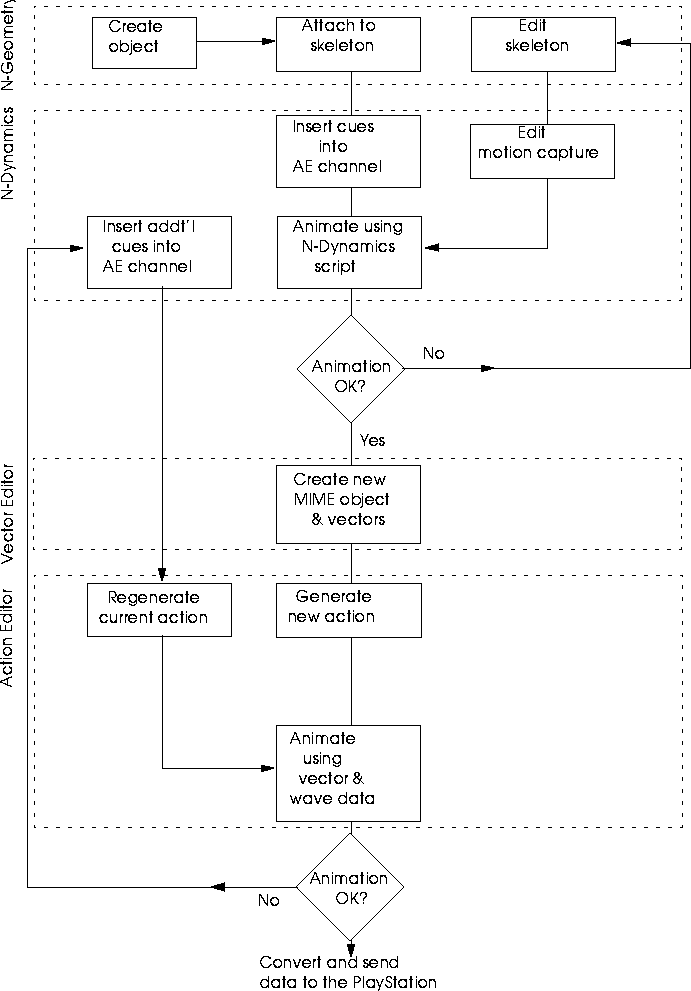 N-Geometry
Create
object
Attach to
skeleton
Edit
skeleton
N-Dynamics
Insert cues
into
AE channel
Edit
motion capture
Insert addt'l
cues into
AE channel
Animate using
N-Dynamics
script
Animation
OK?
No
Yes
Vector Editor
Create new
MIME object
& vectors
Action Editor
Regenerate
current action
Generate
new action
Animate
using
vector &
wave data
Animation
OK?
No
Convert and send
data to the PlayStation